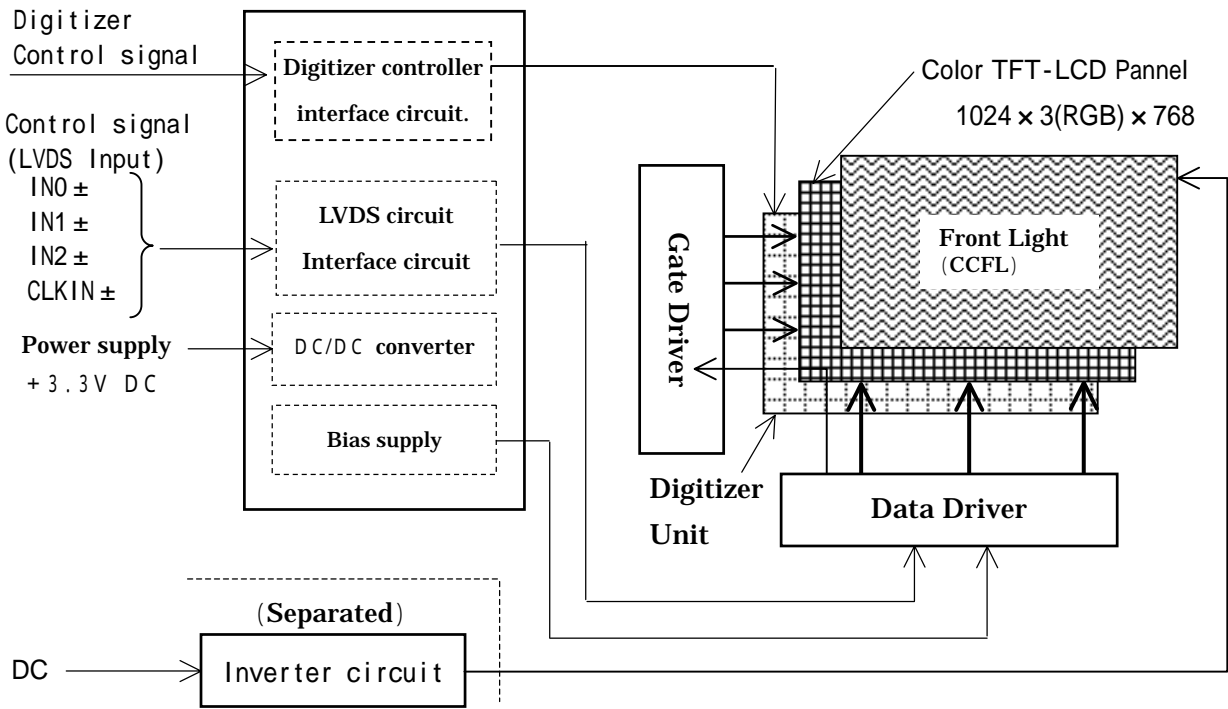 Digitizer
Control signal
Digitizer controller
interface circuit.
Control signal
(LVDS Input)
IN0 ±
IN1 ±
IN2 ±
CLKIN ±
LVDS circuit
Interface circuit
Power supply
+3.3V DC
DC/DC converter
Bias supply
Color TFT-LCD Pannel
1024 × 3(RGB) × 768
Gate Driver
Front Light
(CCFL)
Digitizer
Unit
Data Driver
(Separated)
DC
Inverter circuit